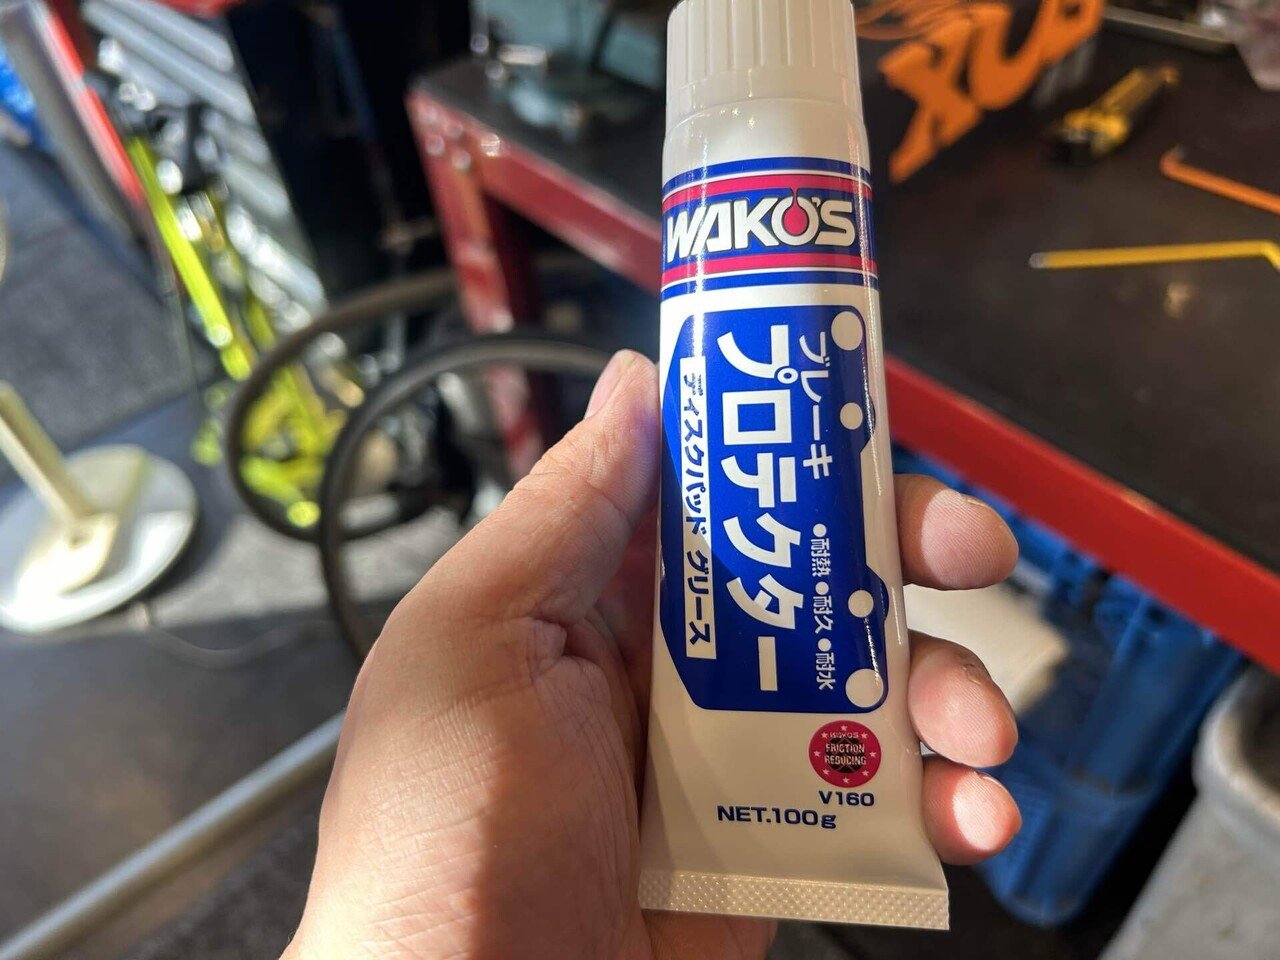 WAKO'S
ブレーキ
プロテクター
ディスクパッド グリース
●耐熱●耐久●耐水
WAKO'S
FRICTION
REDUCING
V160
NET.100g